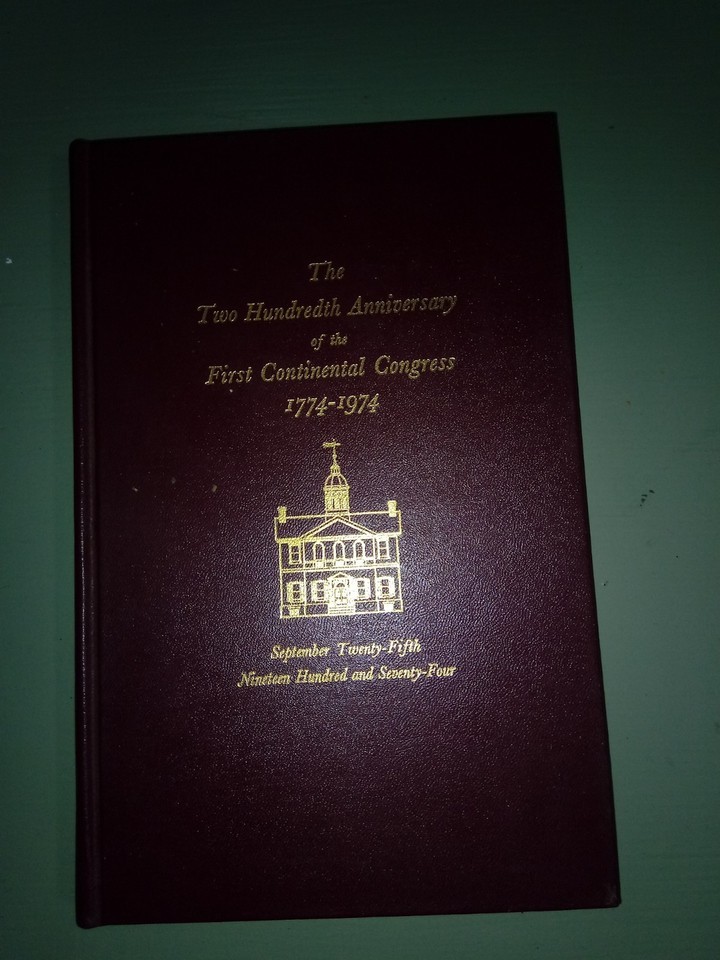 The
Two Hundredth Anniversary
of the
First Continental Congress
1774-1974
September Twenty-Fifth
Nineteen Hundred and Seventy-Four